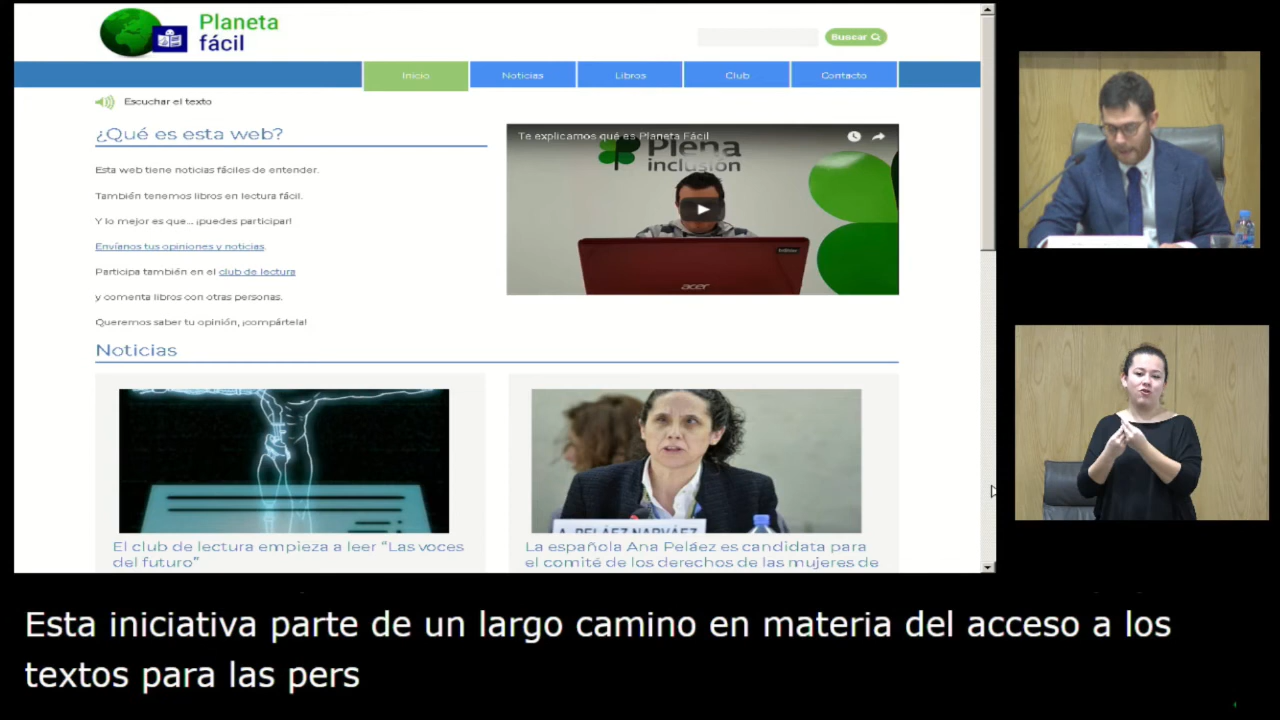 Planeta
fácil
Buscar
Inicio
Noticias
Libros
Club
Contacto
Escuchar el texto
¿Qué es esta web?
Esta web tiene noticias fáciles de entender.
También tenemos libros en lectura fácil.
Y lo mejor es que... ¡puedes participar!
Envíanos tus opiniones y noticias.
Participa también en el club de lectura
y comenta libros con otras personas.
Queremos saber tu opinión, ¡compártela!
Te explicamos qué es Planeta Fácil
Plena
inclusión
acer
Noticias
El club de lectura empieza a leer “Las voces
del futuro”
A. PELÁEZ NARVÁEZ
La española Ana Peláez es candidata para
el comité de los derechos de las mujeres de
Esta iniciativa parte de un largo camino en materia del acceso a los
textos para las pers